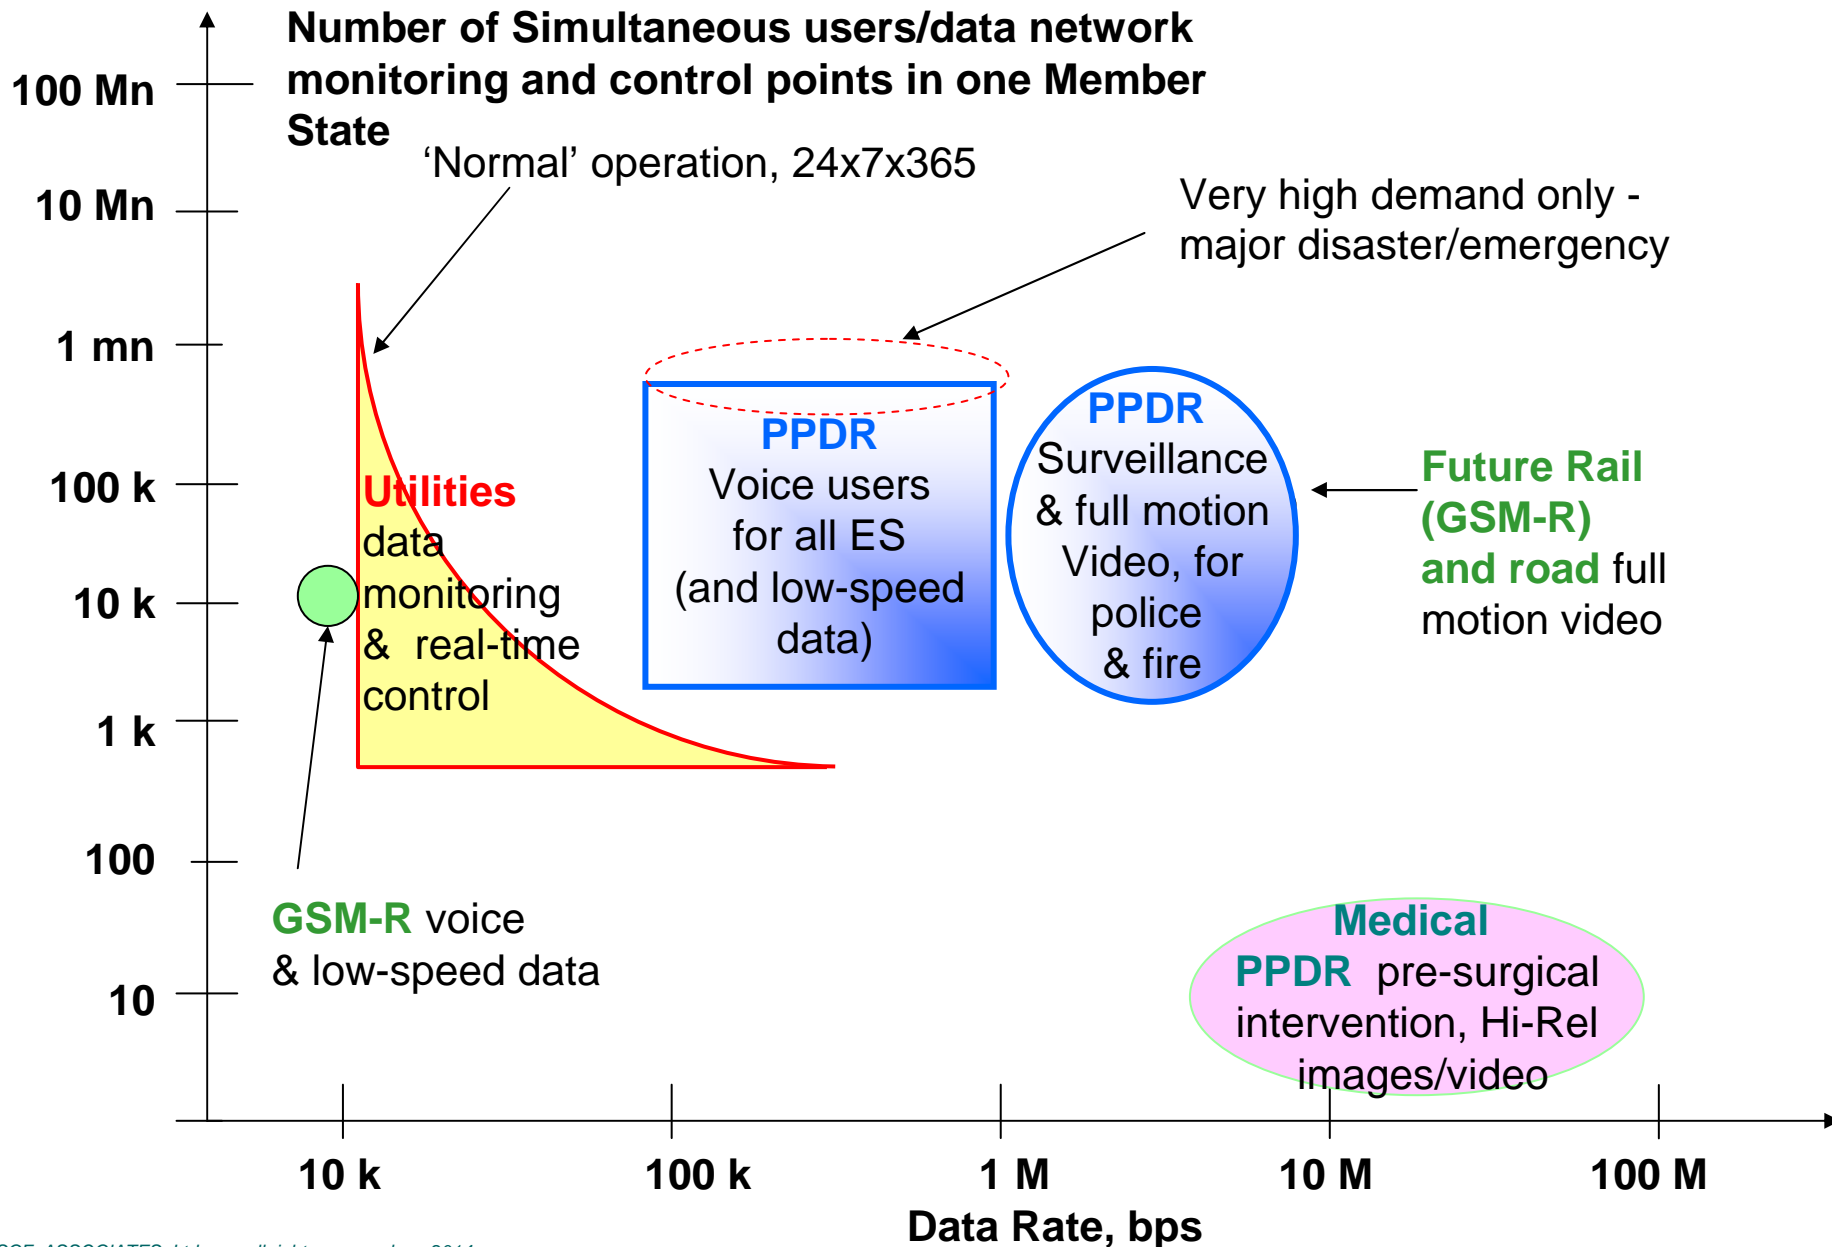 Number of Simultaneous users/data network
monitoring and control points in one Member
State
100 Mn
10 Mn
1 mn
100 k
10 k
1 k
100
10
‘Normal’ operation, 24x7x365
Very high demand only -
major disaster/emergency
Utilities
data
monitoring
& real-time
control
PPDR
Voice users
for all ES
(and low-speed
data)
PPDR
Surveillance
& full motion
Video, for
police
& fire
Future Rail
(GSM-R)
and road full
motion video
GSM-R voice
& low-speed data
Medical
PPDR pre-surgical
intervention, Hi-Rel
images/video
10 k
100 k
1 M
10 M
100 M
Data Rate, bps